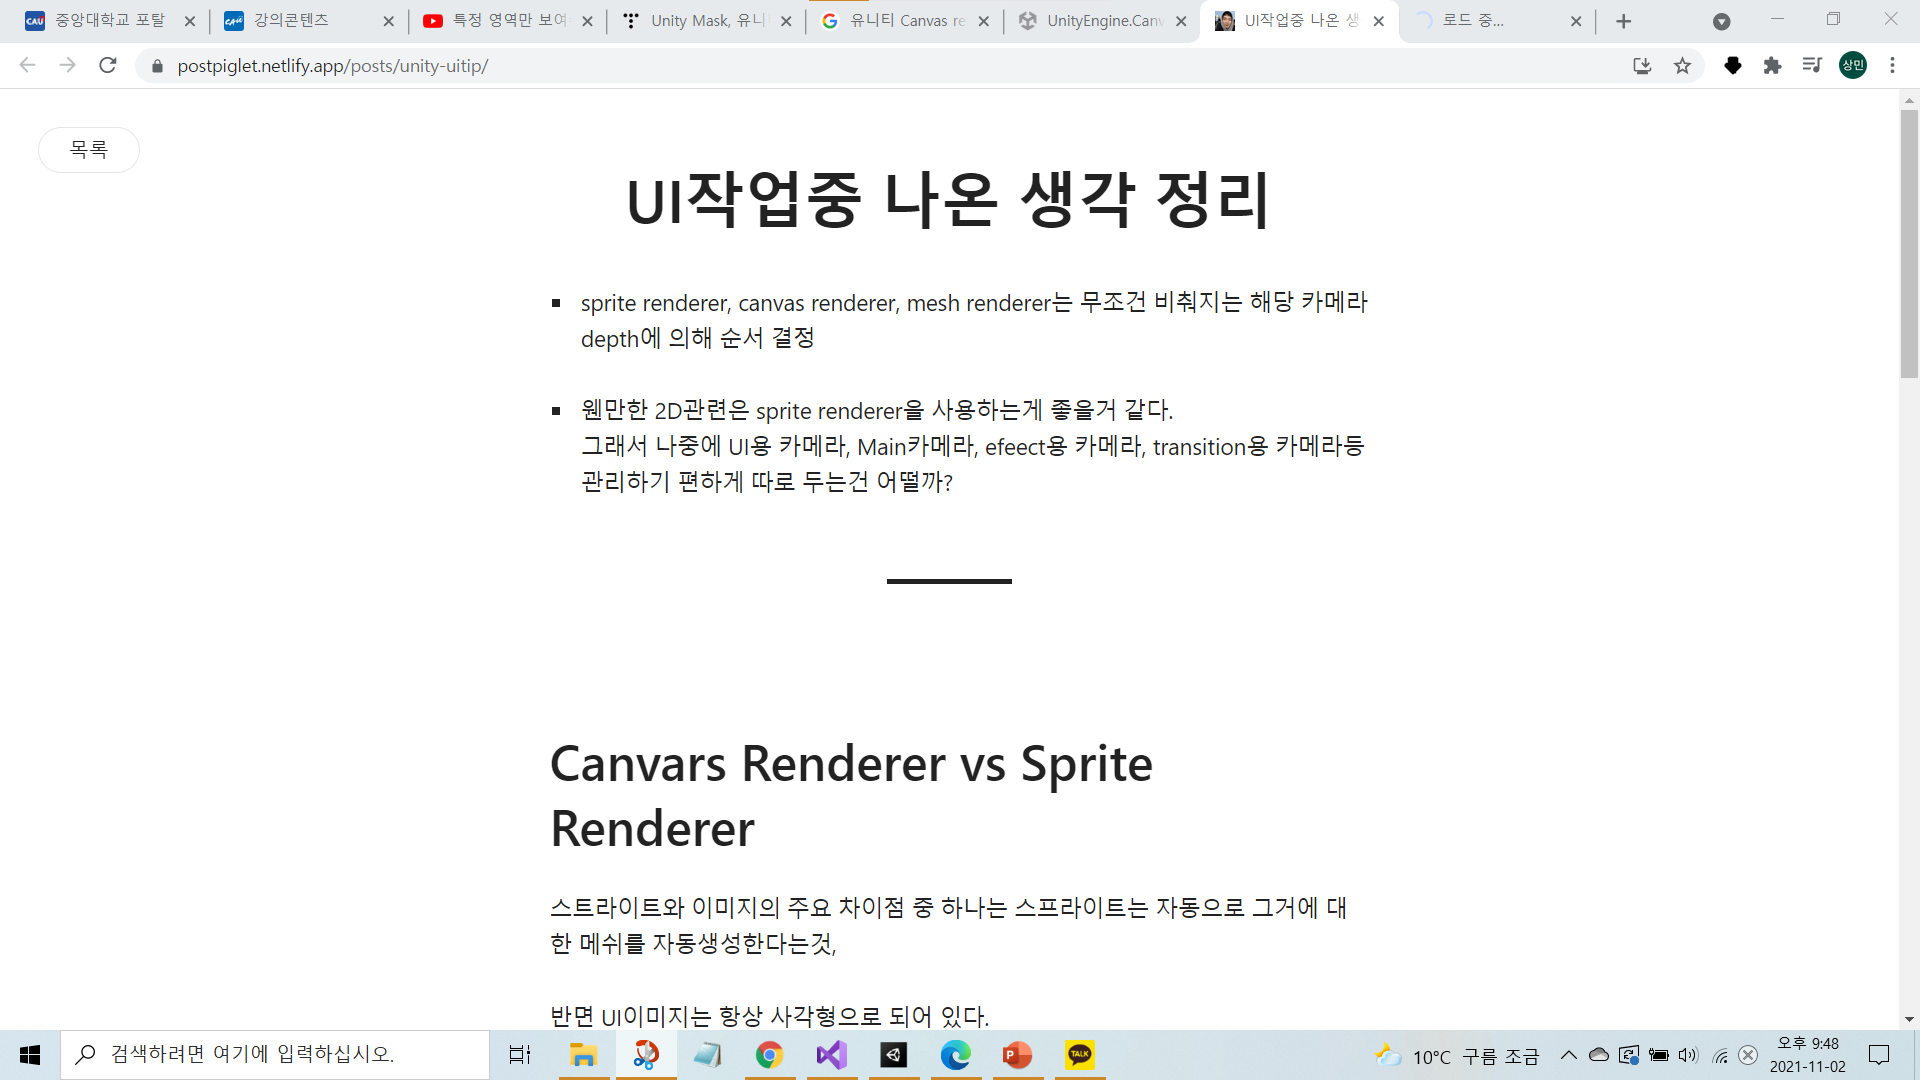 중앙대학교 포탈
강의콘텐츠
특정 영역만 보여
Unity Mask, 유니
유니티 Canvas re
UnityEngine.Canv
UI작업중 나온 생
로드 중...
postpiglet.netlify.app/posts/unity-uitip/
상민
목록
UI작업중 나온 생각 정리
sprite renderer, canvas renderer, mesh renderer는 무조건 비춰지는 해당 카메라
depth에 의해 순서 결정
웬만한 2D관련은 sprite renderer을 사용하는게 좋을거 같다.
그래서 나중에 UI용 카메라, Main카메라, efeect용 카메라, transition용 카메라등
관리하기 편하게 따로 두는건 어떨까?
Canvars Renderer vs Sprite
Renderer
스트라이트와 이미지의 주요 차이점 중 하나는 스프라이트는 자동으로 그거에 대
한 메쉬를 자동생성한다는것,
반면 UI이미지는 항상 사각형으로 되어 있다.
검색하려면 여기에 입력하십시오.
TALK
10°C 구름 조금
오후 9:48
2021-11-02